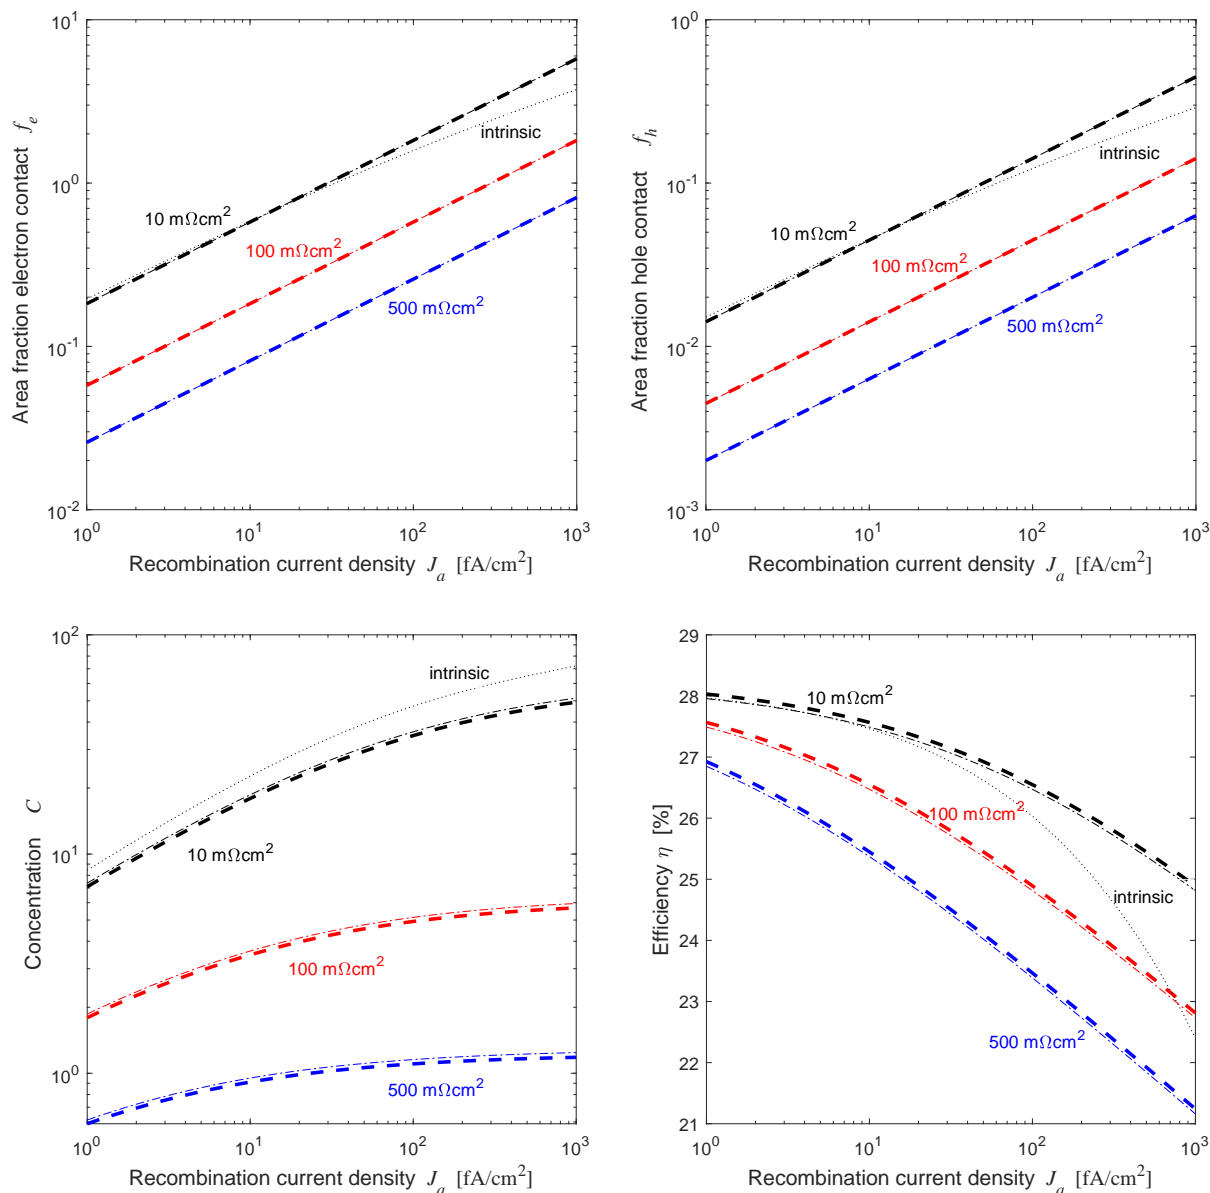 10^1
10^0
10^-1
10^-2
Area fraction electron contact f_e
intrinsic
10 mΩcm^2
100 mΩcm^2
500 mΩcm^2
10^0 10^1 10^2 10^3
Recombination current density J_a [fA/cm^2]
10^0
10^-1
10^-2
10^-3
Area fraction hole contact f_h
intrinsic
10 mΩcm^2
100 mΩcm^2
500 mΩcm^2
10^0 10^1 10^2 10^3
Recombination current density J_a [fA/cm^2]
10^2
10^1
10^0
Concentration C
intrinsic
10 mΩcm^2
100 mΩcm^2
500 mΩcm^2
10^0 10^1 10^2 10^3
Recombination current density J_a [fA/cm^2]
29
28
27
26
25
24
23
22
21
Efficiency η [%]
10 mΩcm^2
100 mΩcm^2
intrinsic
500 mΩcm^2
10^0 10^1 10^2 10^3
Recombination current density J_a [fA/cm^2]